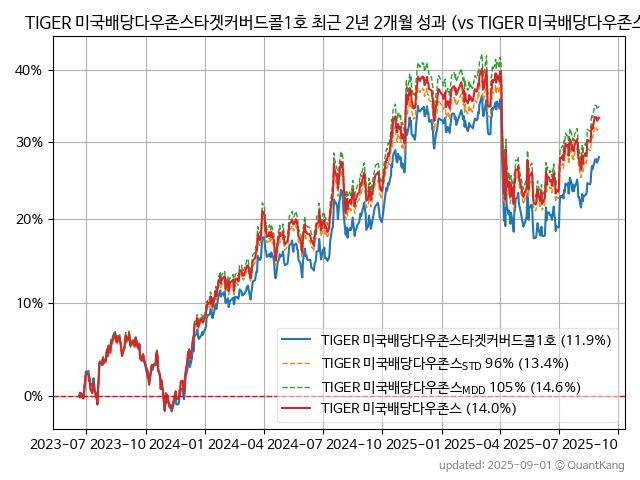 TIGER 미국배당다우존스타겟커버드콜1호 최근 2년 2개월 성과 (vs TIGER 미국배당다우존스
40%
30%
20%
10%
0%
TIGER 미국배당다우존스타겟커버드콜1호 (11.9%)
TIGER 미국배당다우존스STD 96% (13.4%)
TIGER 미국배당다우존스MDD 105% (14.6%)
TIGER 미국배당다우존스 (14.0%)
2023-07 2023-10 2024-01 2024-04 2024-07 2024-10 2025-01 2025-04 2025-07 2025-10
updated: 2025-09-01 © QuantKang